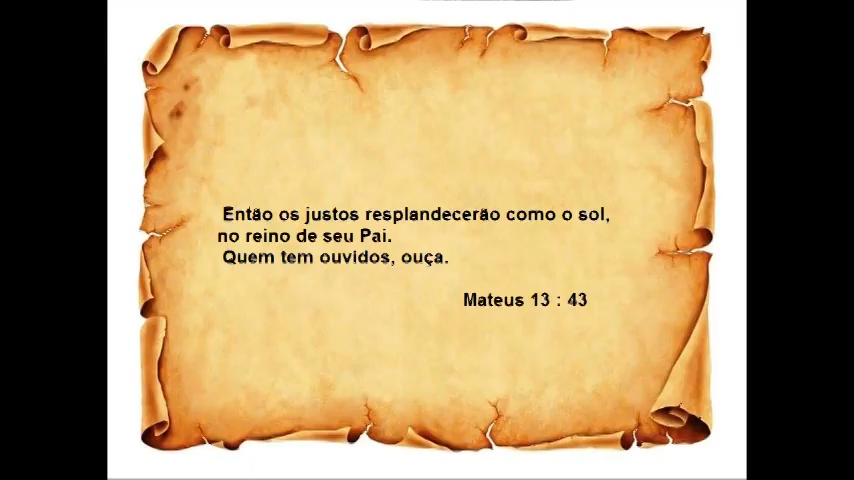 Então os justos resplandecerão como o sol,
no reino de seu Pai.
Quem tem ouvidos, ouça.
Mateus 13 : 43